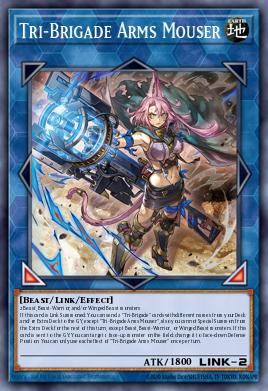 Tri-Brigade Arms Mouser
EARTH
地
[Beast/Link/Effect]
2 Beast, Beast-Warrior, and/or Winged Beast monsters
If this card is Link Summoned: You can send 2 "Tri-Brigade" cards with different names from your Deck
and/or Extra Deck to the GY, except "Tri-Brigade Arms Mouser", also you cannot Special Summon from
the Extra Deck for the rest of this turn, except Beast, Beast-Warrior, or Winged Beast monsters. If this
card is sent to the GY: You can target 1 face-up monster on the field; change it to face-down Defense
Position. You can only use each effect of "Tri-Brigade Arms Mouser" once per turn.
ATK/1800 LINK-2